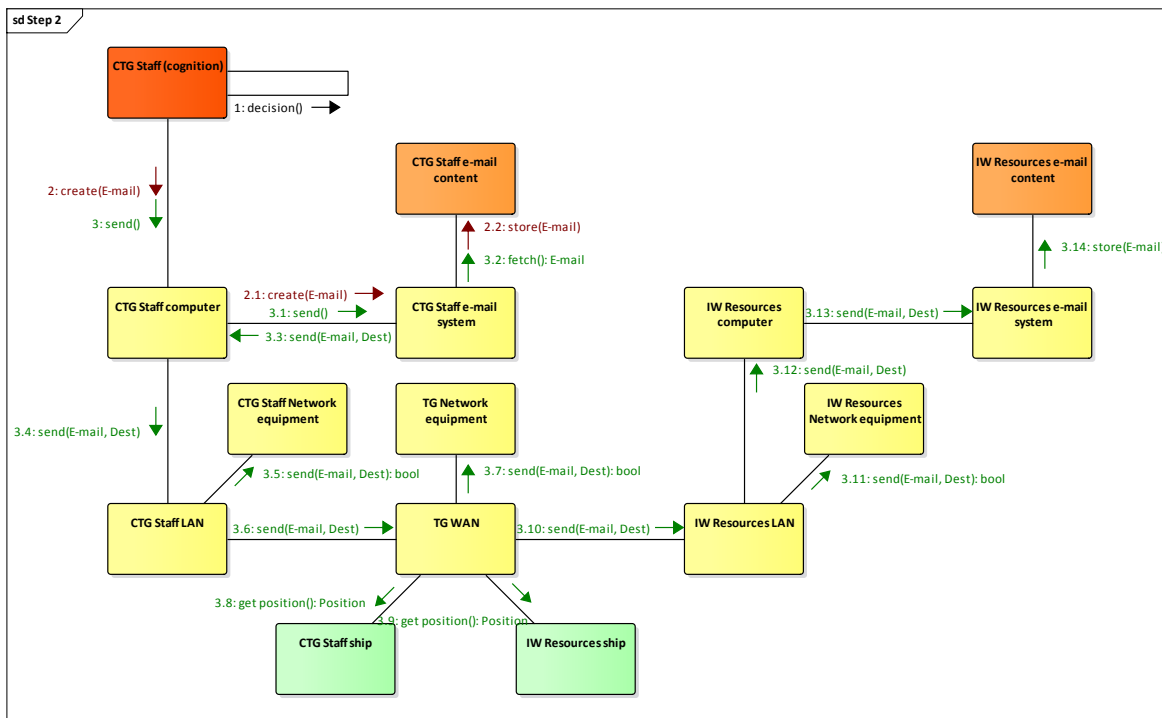 sd Step 2
CTG Staff (cognition)
1: decision()
CTG Staff e-mail
content
IW Resources e-mail
content
2: create(E-mail)
3: send()
2.2: store(E-mail)
3.2: fetch(): E-mail
3.14: store(E-mail
CTG Staff computer
2.1: create(E-mail)
3.1: send()
3.3: send(E-mail, Dest)
CTG Staff e-mail
system
IW Resources
computer
3.13: send(E-mail, Dest)
IW Resources e-mail
system
3.12: send(E-mail, Dest)
CTG Staff Network
equipment
TG Network
equipment
IW Resources
Network equipment
3.4: send(E-mail, Dest)
3.5: send(E-mail, Dest): bool
3.7: send(E-mail, Dest): bool
3.11: send(E-mail, Dest): bool
CTG Staff LAN
3.6: send(E-mail, Dest)
TG WAN
3.10: send(E-mail, Dest)
IW Resources LAN
3.8: get position(): Position
3.9: get position(): Position
CTG Staff ship
IW Resources ship